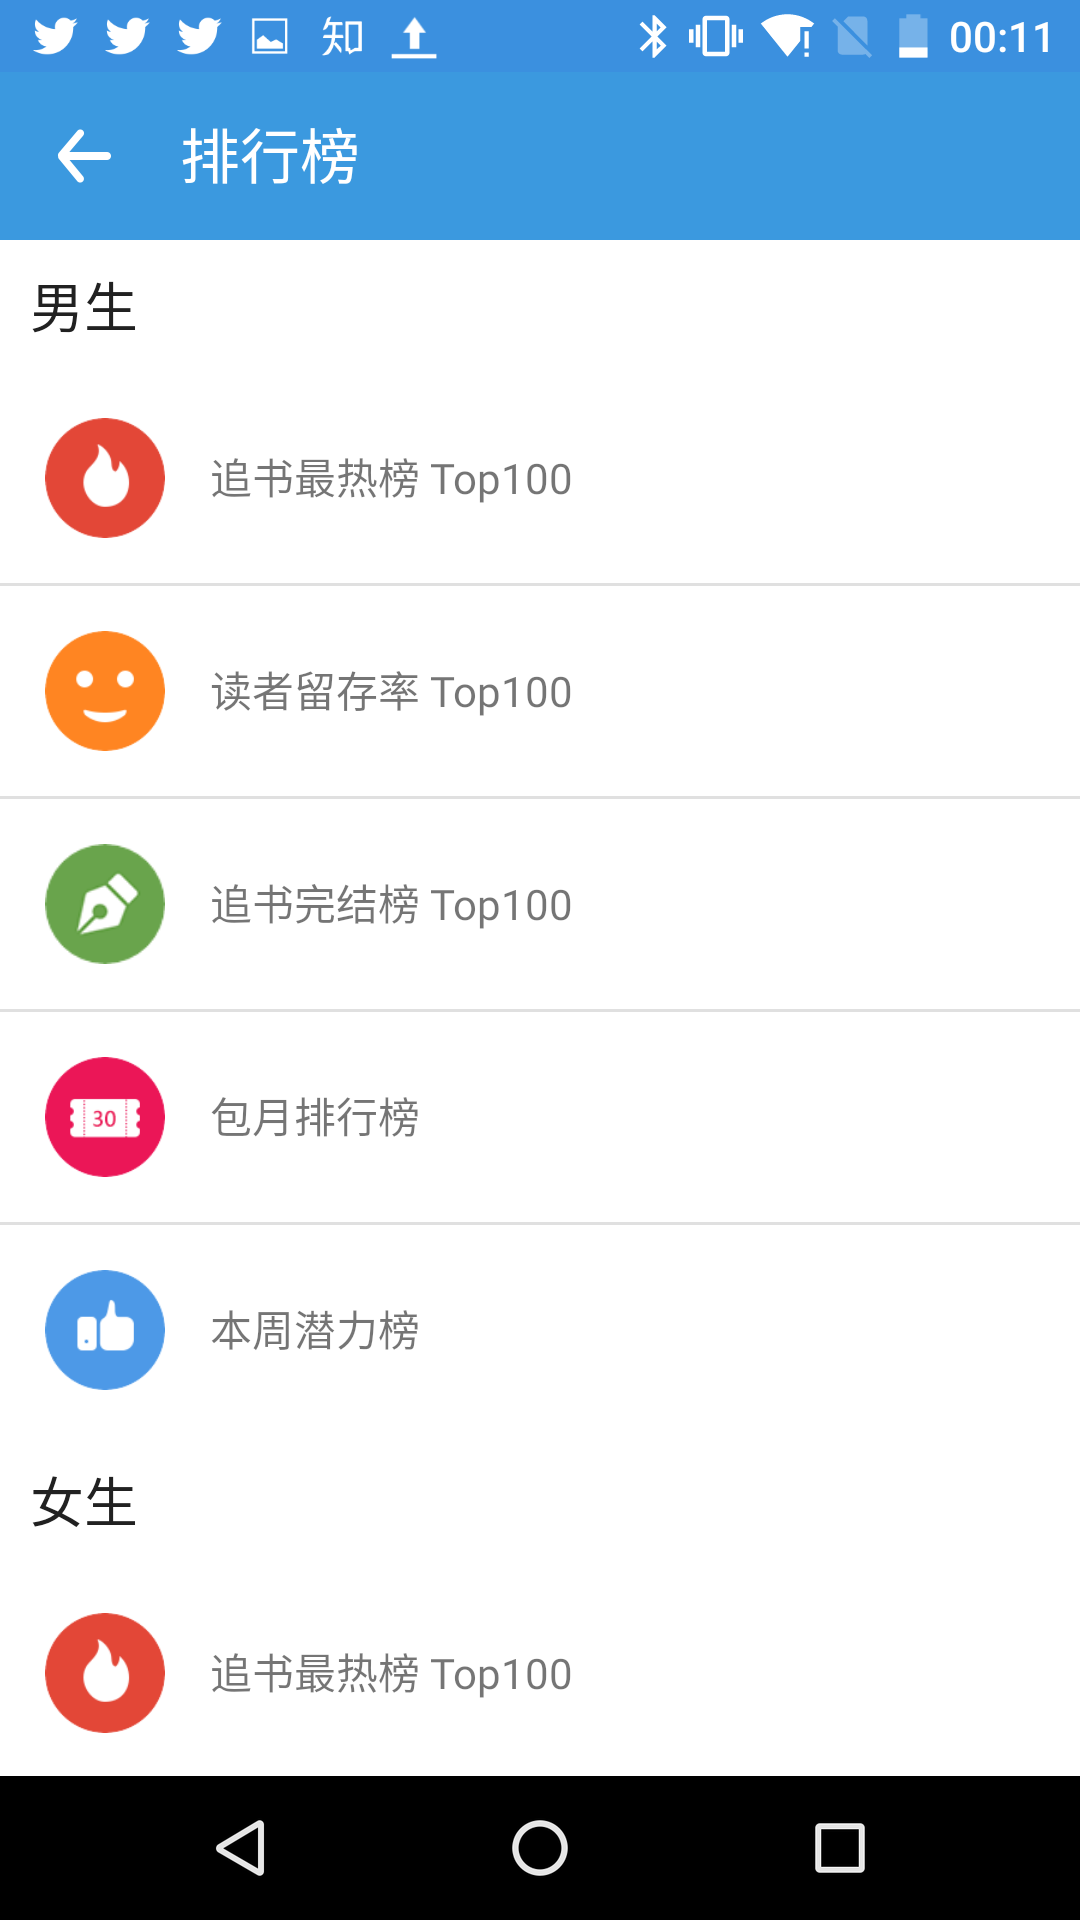 知 00:11
排行榜
男生
追书最热榜 Top100
读者留存率 Top100
追书完结榜 Top100
30 包月排行榜
本周潜力榜
女生
追书最热榜 Top100